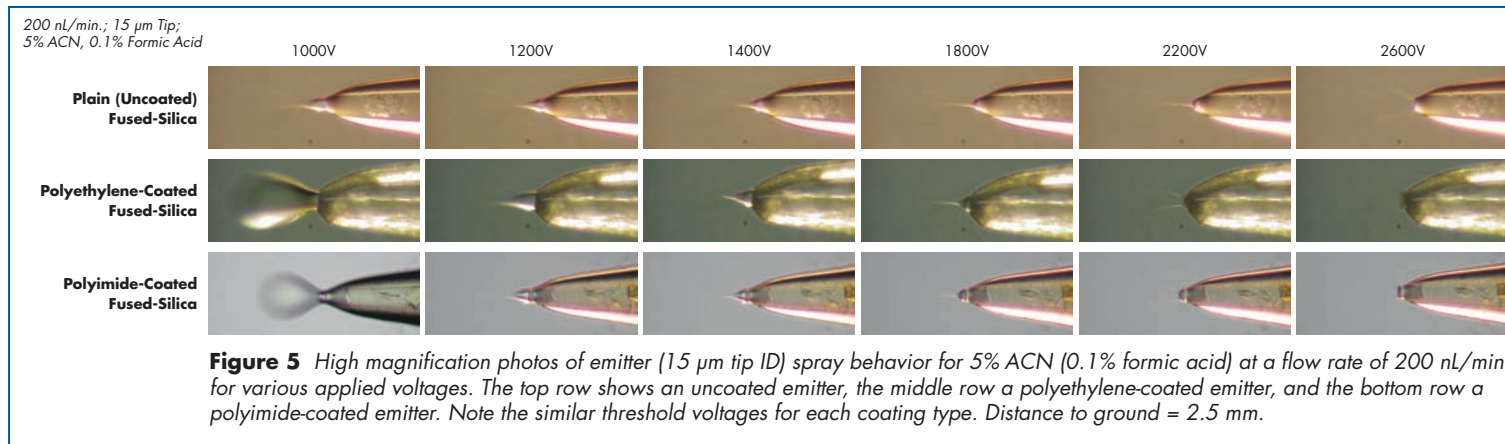 200 nL/min.; 15 µm Tip;
5% ACN, 0.1% Formic Acid
1000V 1200V 1400V 1800V 2200V 2600V
Plain (Uncoated)
Fused-Silica
Polyethylene-Coated
Fused-Silica
Polyimide-Coated
Fused-Silica
Figure 5 High magnification photos of emitter (15 µm tip ID) spray behavior for 5% ACN (0.1% formic acid) at a flow rate of 200 nL/min
for various applied voltages. The top row shows an uncoated emitter, the middle row a polyethylene-coated emitter, and the bottom row a
polyimide-coated emitter. Note the similar threshold voltages for each coating type. Distance to ground = 2.5 mm.